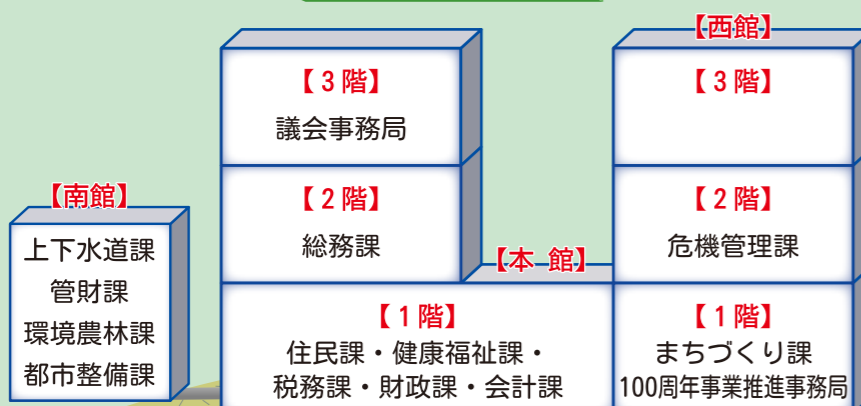 【南館】
上下水道課
管財課
環境農林課
都市整備課
【本 館】
【３階】
議会事務局
【２階】
総務課
【１階】
住民課・健康福祉課・
税務課・財政課・会計課
【西館】
【３階】
【２階】
危機管理課
【１階】
まちづくり課
100周年事業推進事務局